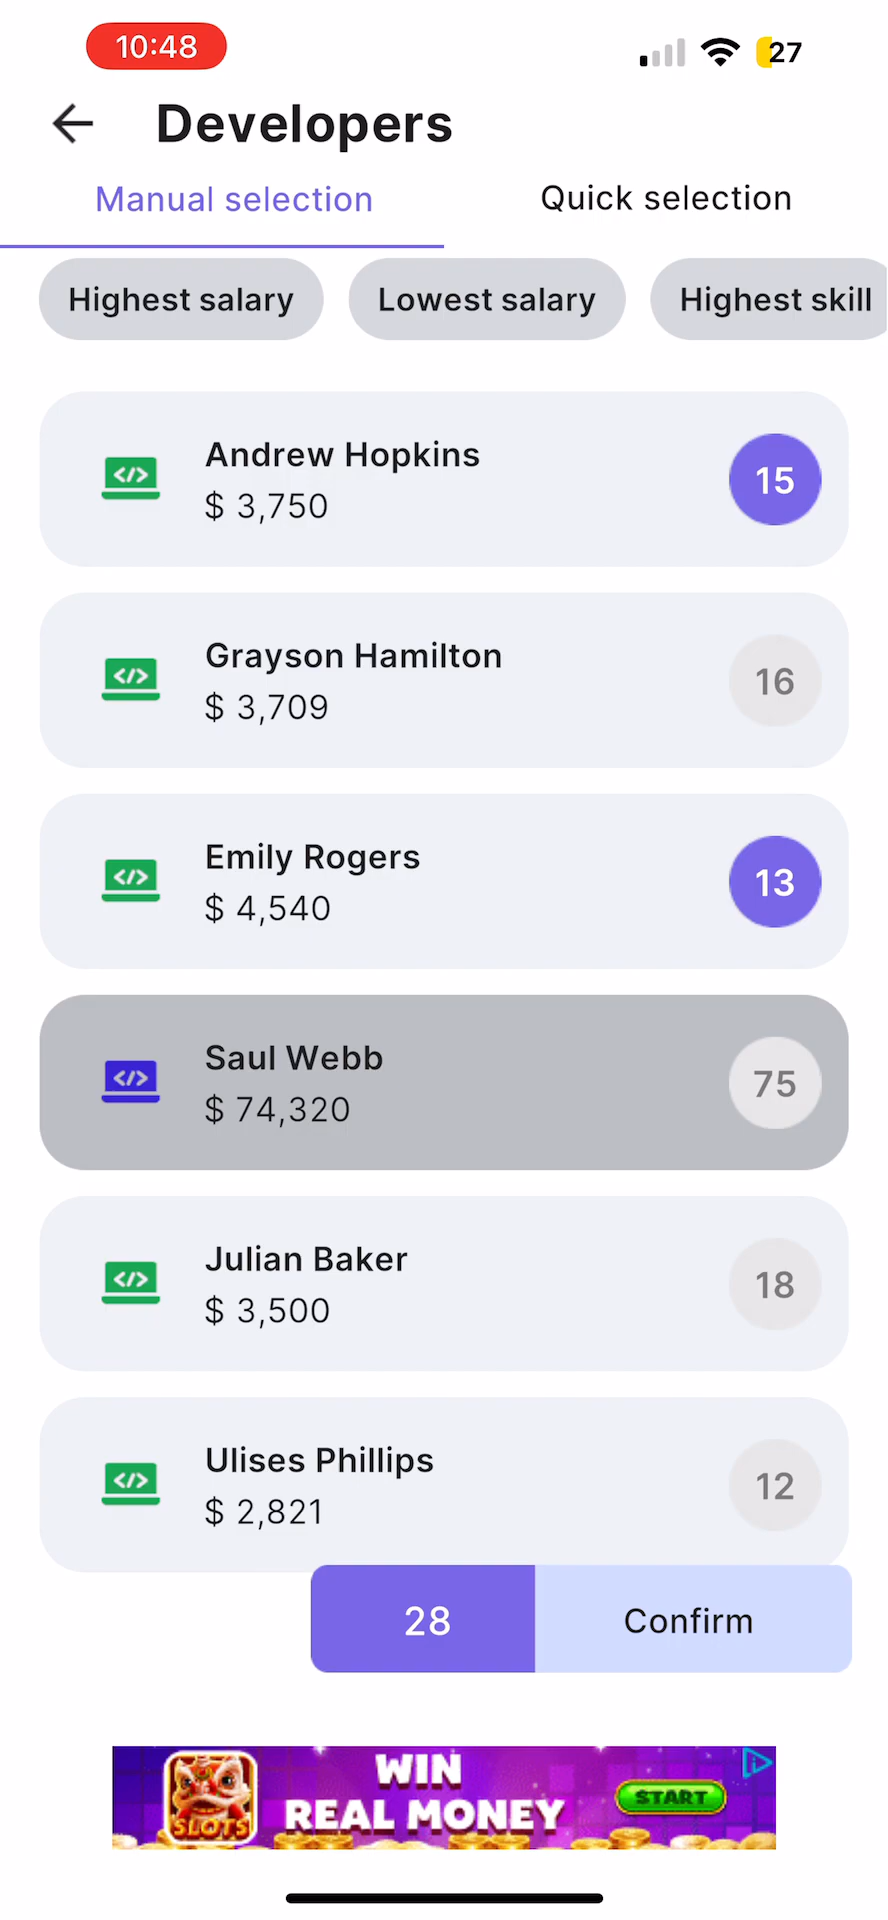 10:48
27
Developers
Manual selection
Quick selection
Highest salary
Lowest salary
Highest skill
Andrew Hopkins
$ 3,750
15
Grayson Hamilton
$ 3,709
16
Emily Rogers
$ 4,540
13
Saul Webb
$ 74,320
75
Julian Baker
$ 3,500
18
Ulises Phillips
$ 2,821
12
28
Confirm
SLOTS
WIN
REAL MONEY
START